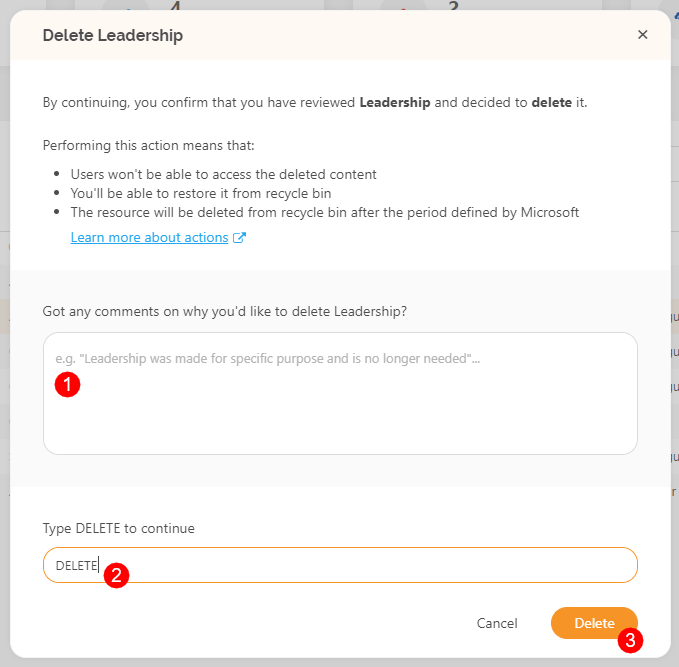 4
2
Delete Leadership
By continuing, you confirm that you have reviewed Leadership and decided to delete it.
Performing this action means that:
Users won't be able to access the deleted content
You'll be able to restore it from recycle bin
The resource will be deleted from recycle bin after the period defined by Microsoft
Learn more about actions
Got any comments on why you'd like to delete Leadership?
e.g. "Leadership was made for specific purpose and is no longer needed"...
1
Type DELETE to continue
DELETE
2
Cancel
Delete
3